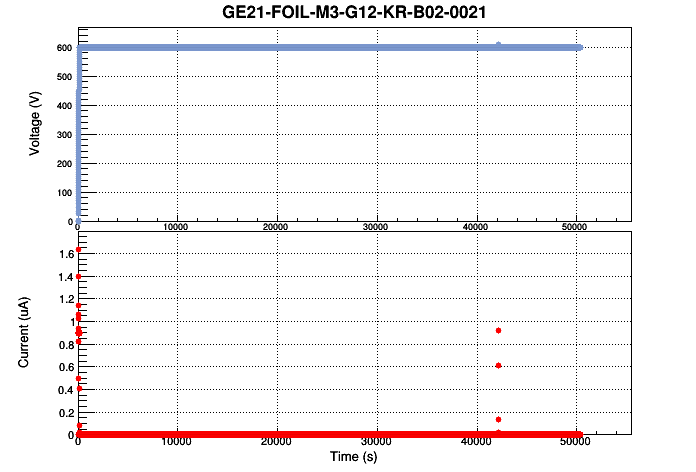 GE21-FOIL-M3-G12-KR-B02-0021
Voltage (V)
600
500
400
300
200
100
0
0 10000 20000 30000 40000 50000
Current (uA)
1.6
1.4
1.2
1
0.8
0.6
0.4
0.2
0
0 10000 20000 30000 40000 50000
Time (s)